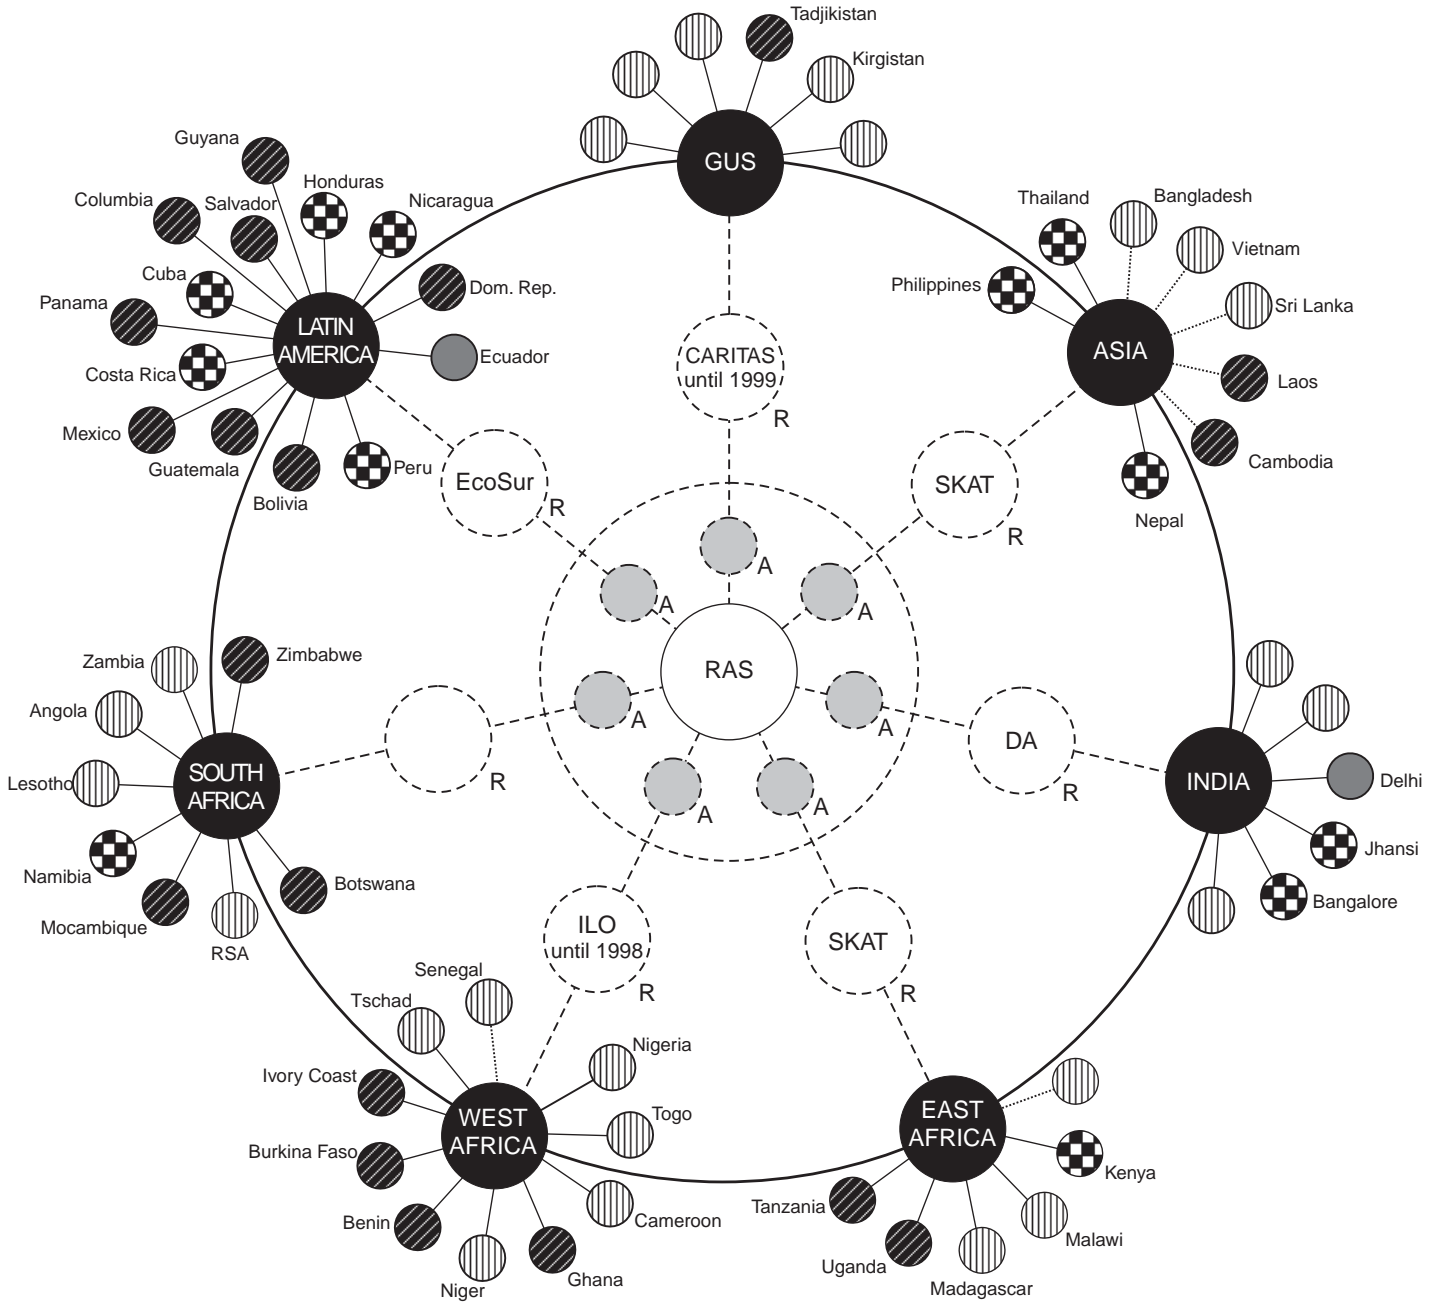 Tadjikistan
Kirgistan
GUS
Guyana
Columbia
Salvador
Honduras
Nicaragua
Cuba
Panama
Dom. Rep.
LATIN
AMERICA
Ecuador
Costa Rica
Mexico
Guatemala
Bolivia
Peru
Thailand
Bangladesh
Vietnam
Philippines
Sri Lanka
ASIA
Laos
Cambodia
Nepal
CARITAS
until 1999
R
EcoSur
R
SKAT
R
A
A
A
RAS
A
A
A
A
Zambia
Zimbabwe
Angola
Lesotho
SOUTH
AFRICA
Namibia
Mocambique
RSA
Botswana
R
DA
R
INDIA
Delhi
Jhansi
Bangalore
ILO
until 1998
R
SKAT
R
Senegal
Tschad
Nigeria
Ivory Coast
Togo
WEST
AFRICA
Burkina Faso
Benin
Niger
Ghana
Cameroon
EAST
AFRICA
Kenya
Tanzania
Uganda
Madagascar
Malawi